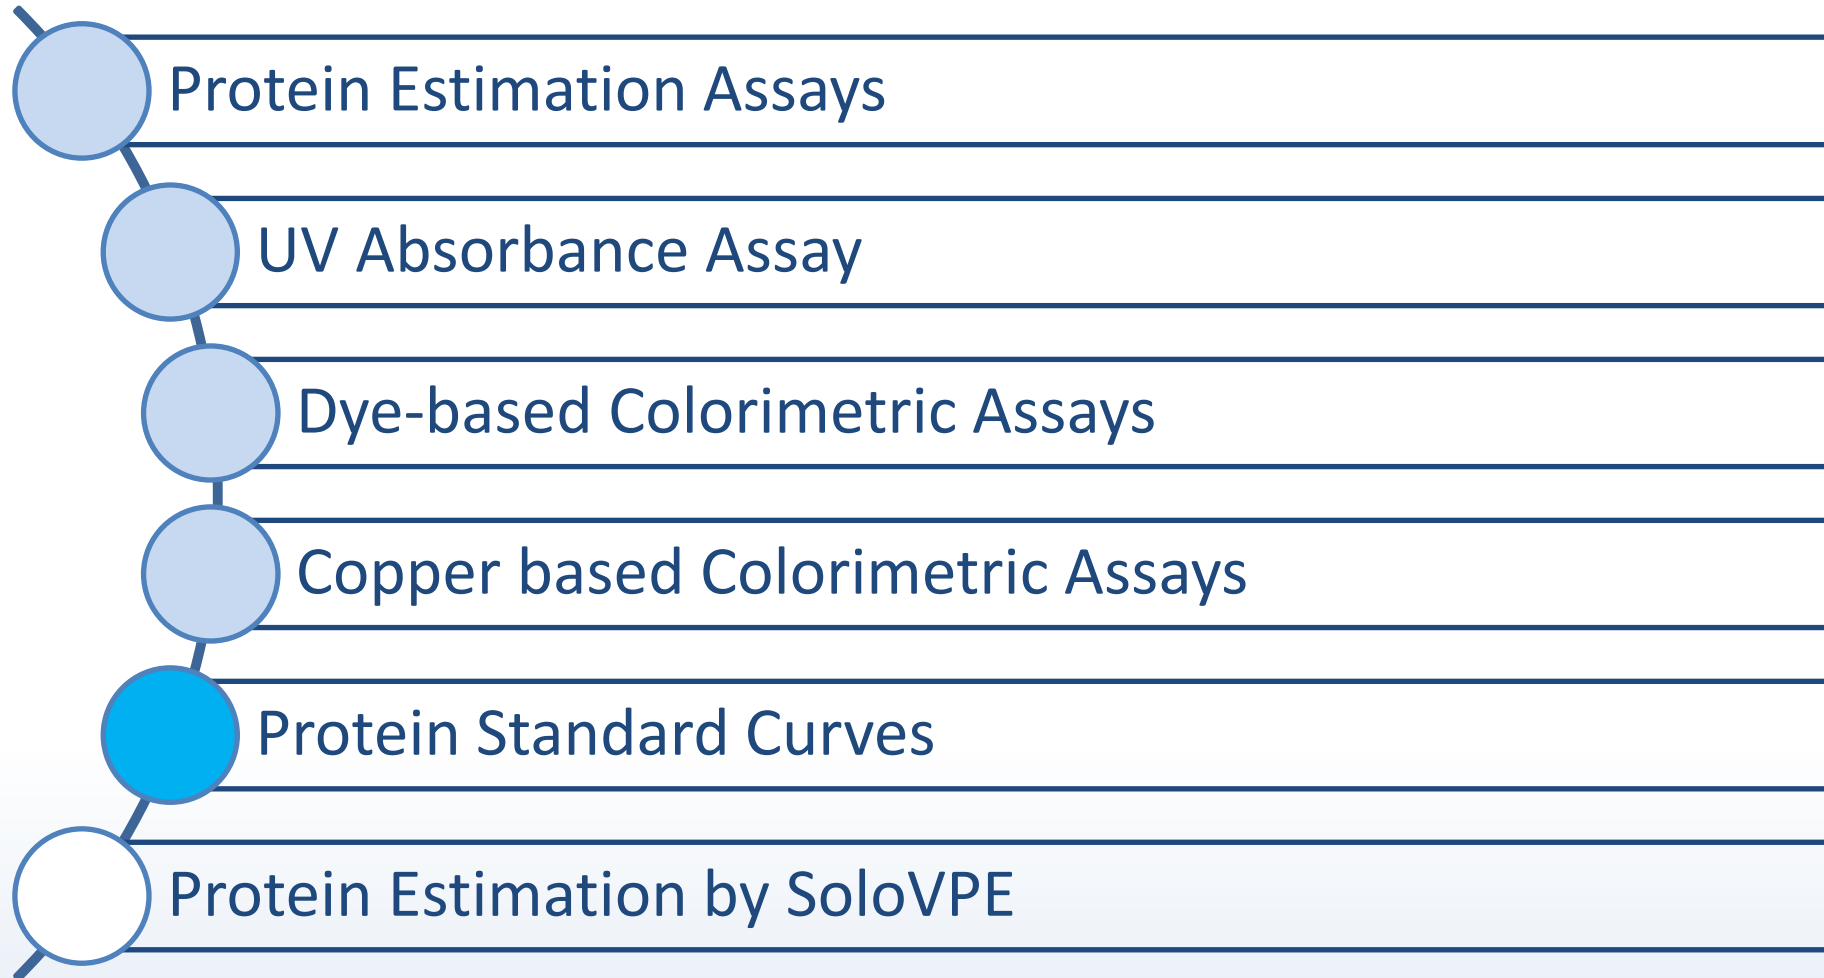 Protein Estimation Assays
UV Absorbance Assay
Dye-based Colorimetric Assays
Copper based Colorimetric Assays
Protein Standard Curves
Protein Estimation by SoloVPE